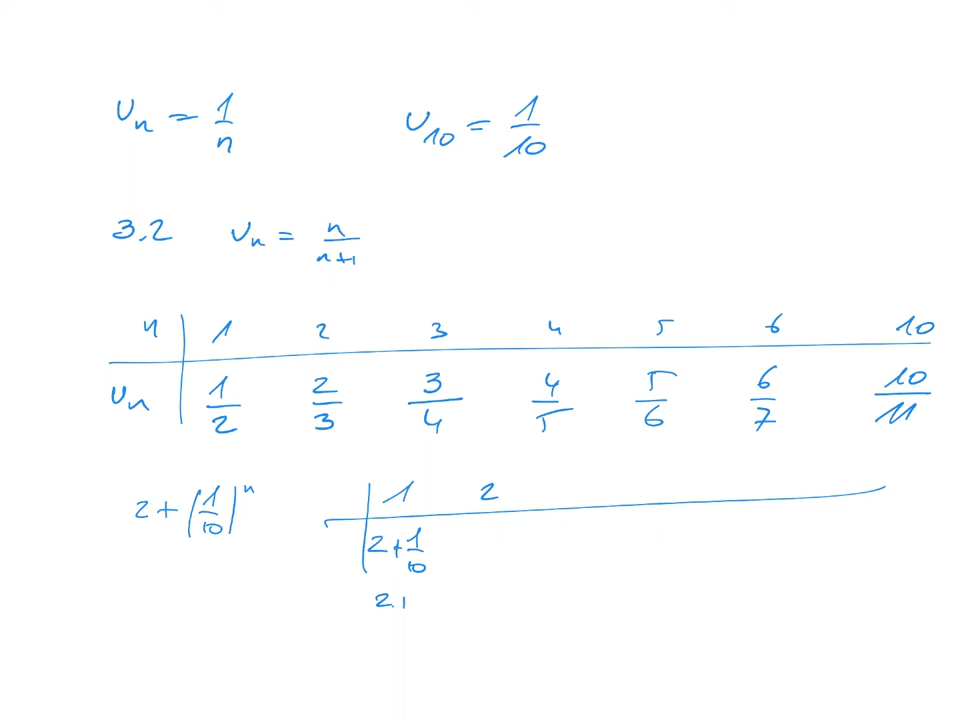 Un = 1/n U10 = 1/10
3.2 Un = n/(n+1)
n | 1 2 3 4 5 6 10
Un | 1/2 2/3 3/4 4/5 5/6 6/7 10/11
2 + (1/10)^n | 1 2
| 2 + 1/10
2.1